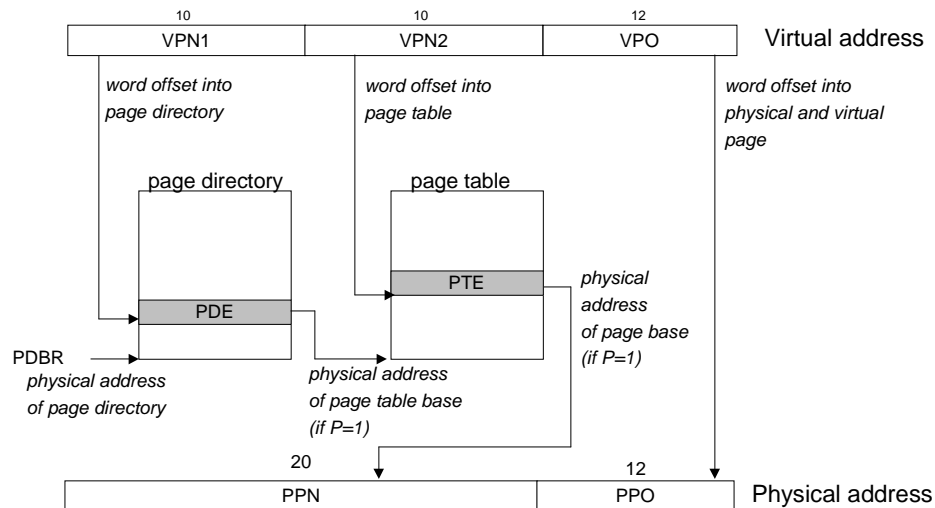 10 10 12
VPN1 VPN2 VPO Virtual address
word offset into
page directory
word offset into
page table
word offset into
physical and virtual
page
page directory
page table
PDE
PTE
physical
address
of page base
(if P=1)
PDBR
physical address
of page directory
physical address
of page table base
(if P=1)
20 12
PPN PPO Physical address